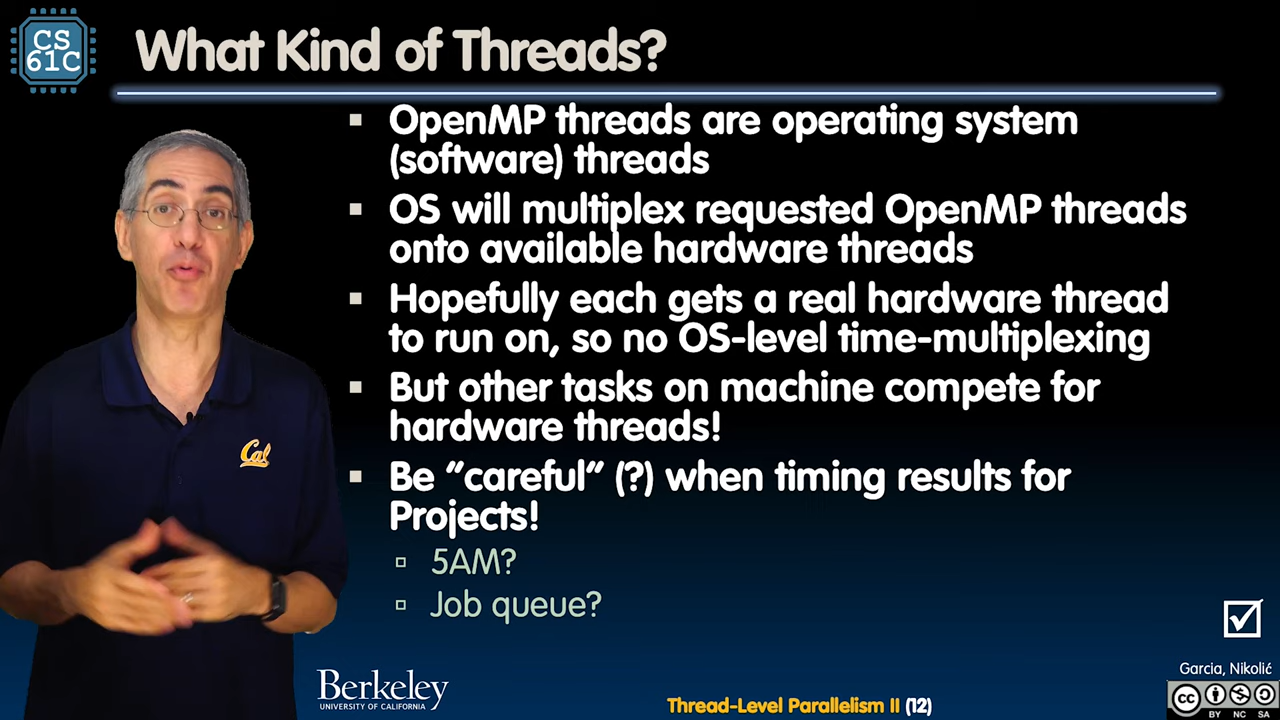 CS
61C
What Kind of Threads?
OpenMP threads are operating system
(software) threads
OS will multiplex requested OpenMP threads
onto available hardware threads
Hopefully each gets a real hardware thread
to run on, so no OS-level time-multiplexing
But other tasks on machine compete for
hardware threads!
Be "careful" (?) when timing results for
Projects!
5AM?
Job queue?
Cal
Berkeley
UNIVERSITY OF CALIFORNIA
Thread-Level Parallelism II (12)
Garcia, Nikolić
cc
BY NC SA